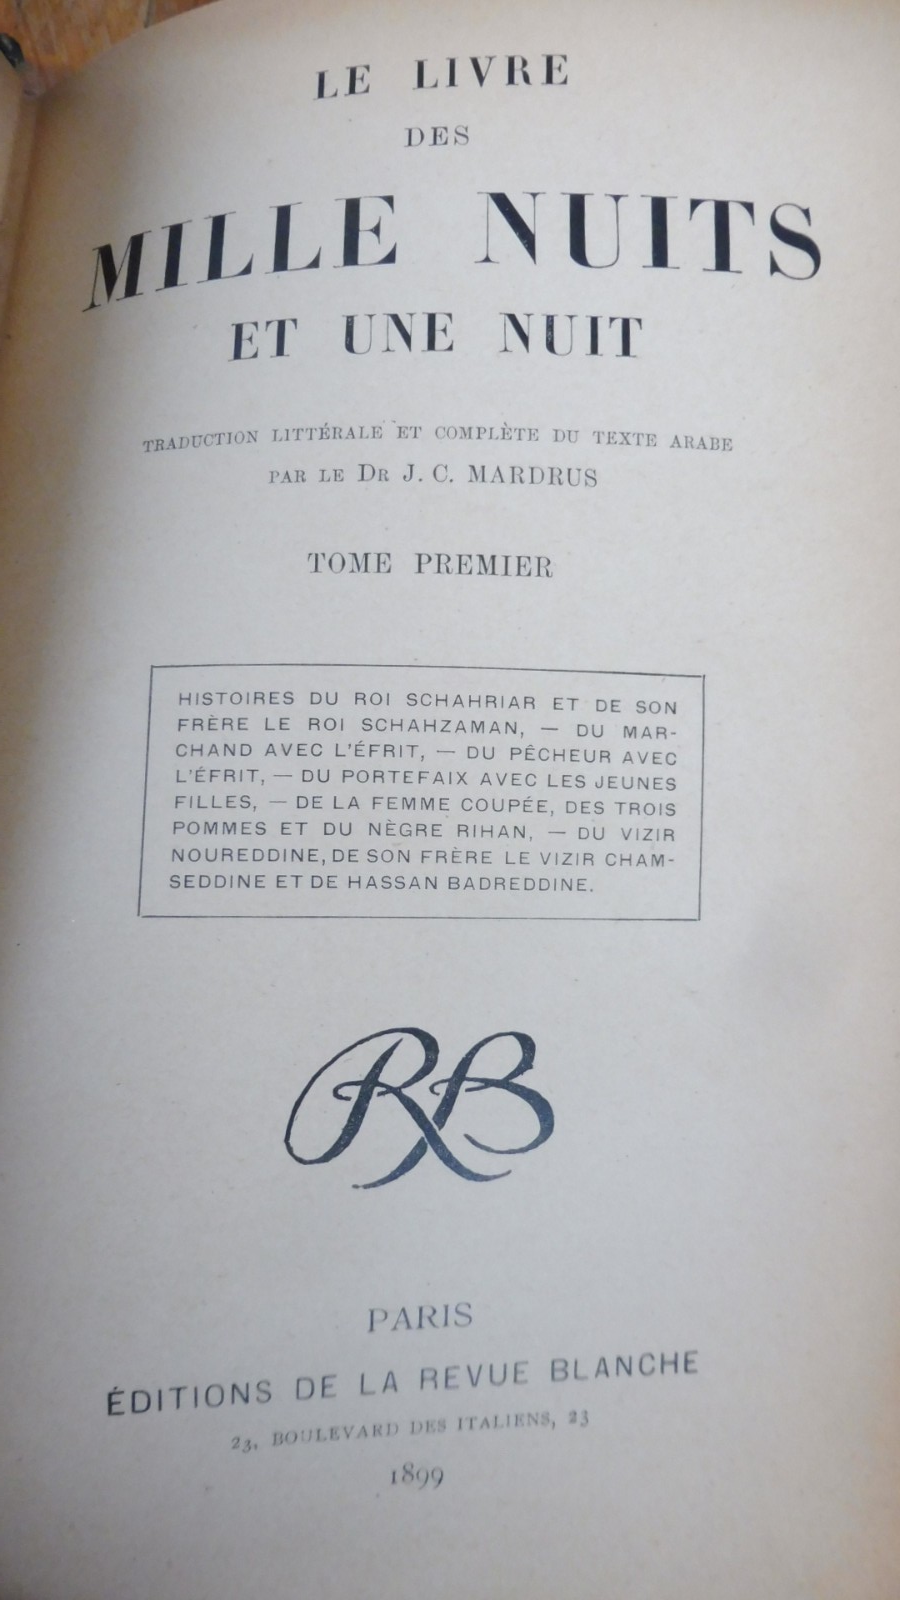 LE LIVRE
DES
MILLE NUITS
ET UNE NUIT
TRADUCTION LITTÉRALE ET COMPLÈTE DU TEXTE ARABE
PAR LE DR J. C. MARDRUS
TOME PREMIER
HISTOIRES DU ROI SCHAHRIAR ET DE SON
FRÈRE LE ROI SCHAHZAMAN, — DU MAR-
CHAND AVEC L'ÉFRIT, — DU PÊCHEUR AVEC
L'ÉFRIT, — DU PORTEFAIX AVEC LES JEUNES
FILLES, — DE LA FEMME COUPÉE, DES TROIS
POMMES ET DU NÈGRE RIHAN, — DU VIZIR
NOUREDDINE, DE SON FRÈRE LE VIZIR CHAM-
SEDDINE ET DE HASSAN BADREDDINE.
RB
PARIS
ÉDITIONS DE LA REVUE BLANCHE
23, BOULEVARD DES ITALIENS, 23
1899